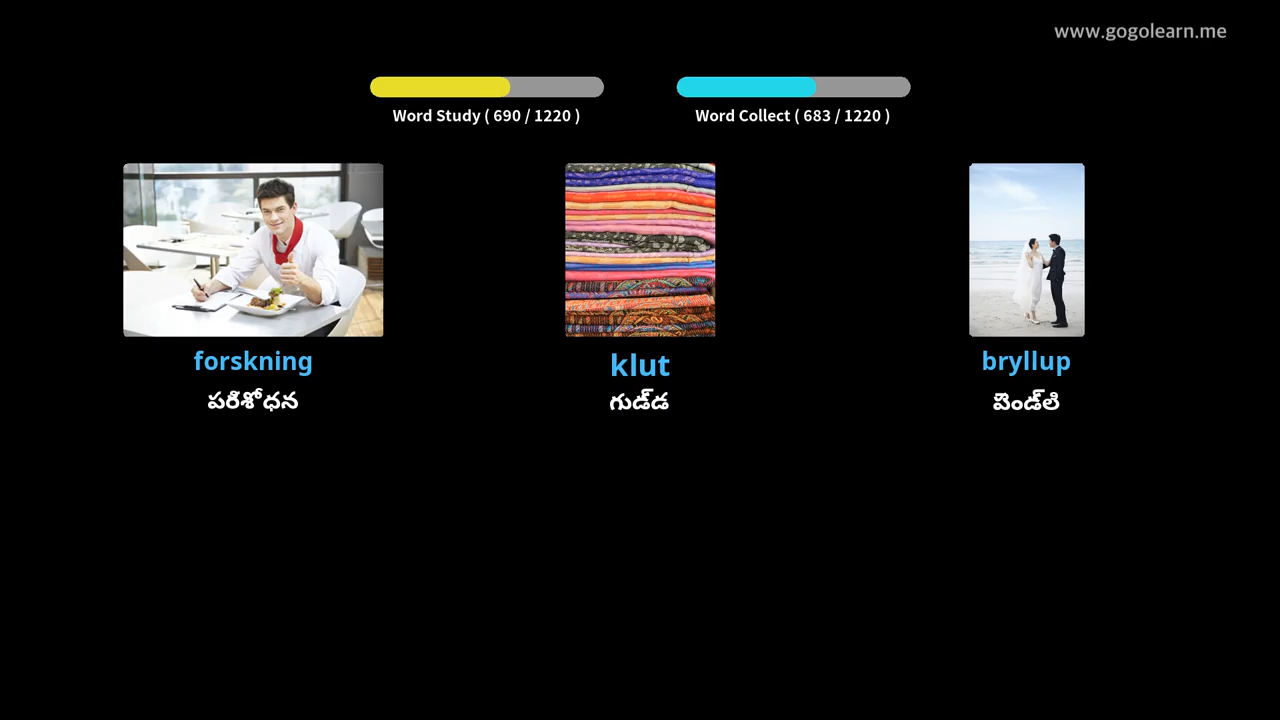 www.gogolearn.me
Word Study ( 690 / 1220 )
Word Collect ( 683 / 1220 )
forskning
klut
bryllup
పరిశోధన
గుడ్డ
పెండ్లి